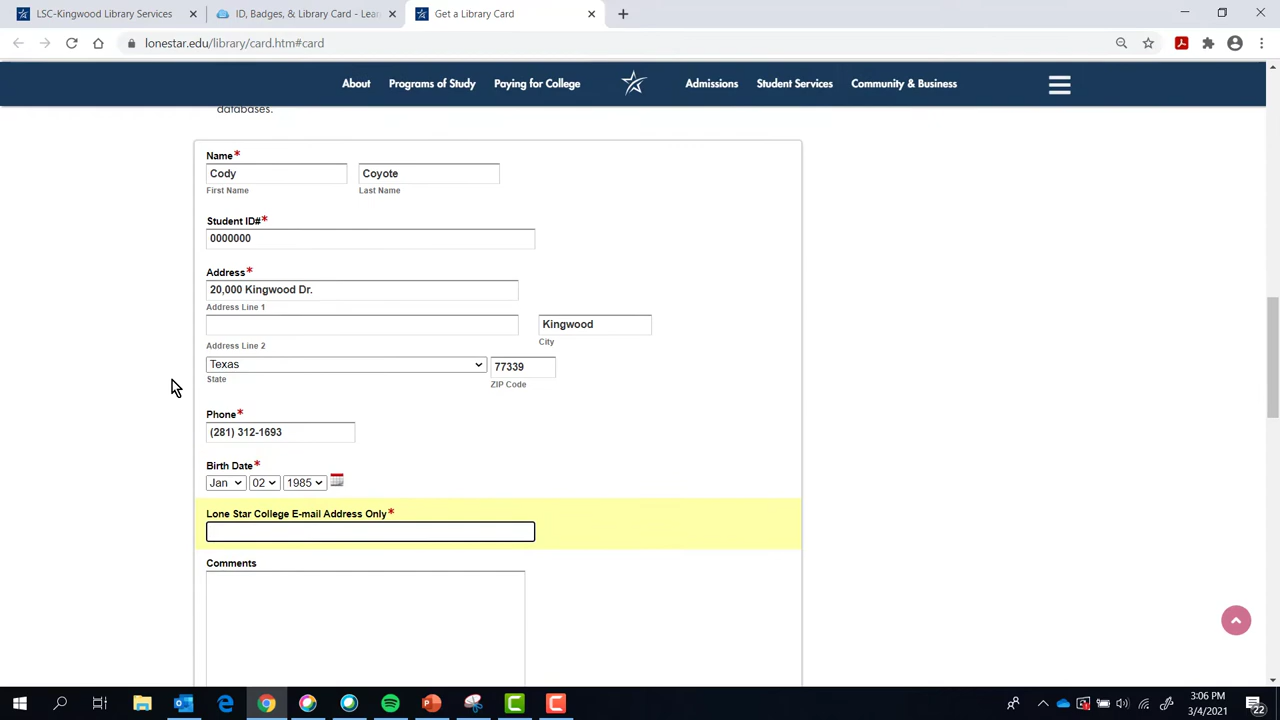 LSC-Kingwood Library Services
ID, Badges, & Library Card - Lea
Get a Library Card
lonestar.edu/library/card.htm#card
About Programs of Study Paying for College Admissions Student Services Community & Business
databases.
Name*
Cody Coyote
First Name Last Name
Student ID#*
0000000
Address*
20,000 Kingwood Dr.
Address Line 1
Kingwood
City
Address Line 2
Texas 77339
State ZIP Code
Phone*
(281) 312-1693
Birth Date*
Jan 02 1985
Lone Star College E-mail Address Only*
Comments
3:06 PM
3/4/2021
22